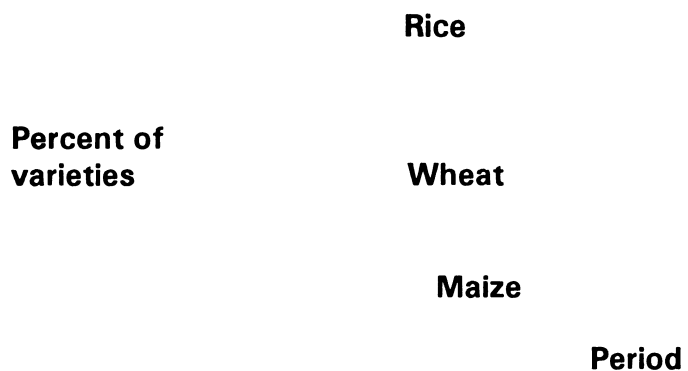 Rice
Percent of
varieties
Wheat
Maize
Period